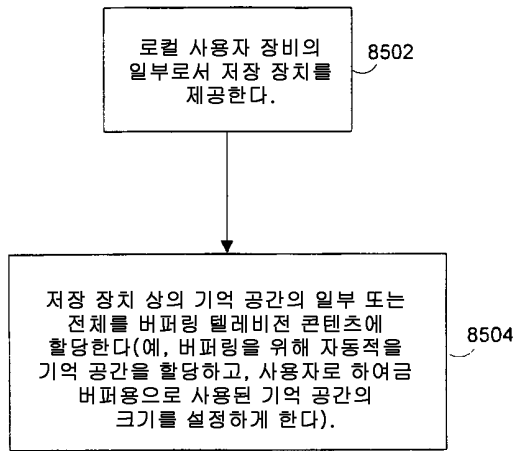 로컬 사용자 장비의
일부로서 저장 장치를
제공한다.
8502
저장 장치 상의 기억 공간의 일부 또는
전체를 버퍼링 텔레비전 콘텐츠에
할당한다(예, 버퍼링을 위해 자동적을
기억 공간을 할당하고, 사용자로 하여금
버퍼용으로 사용된 기억 공간의
크기를 설정하게 한다).
8504